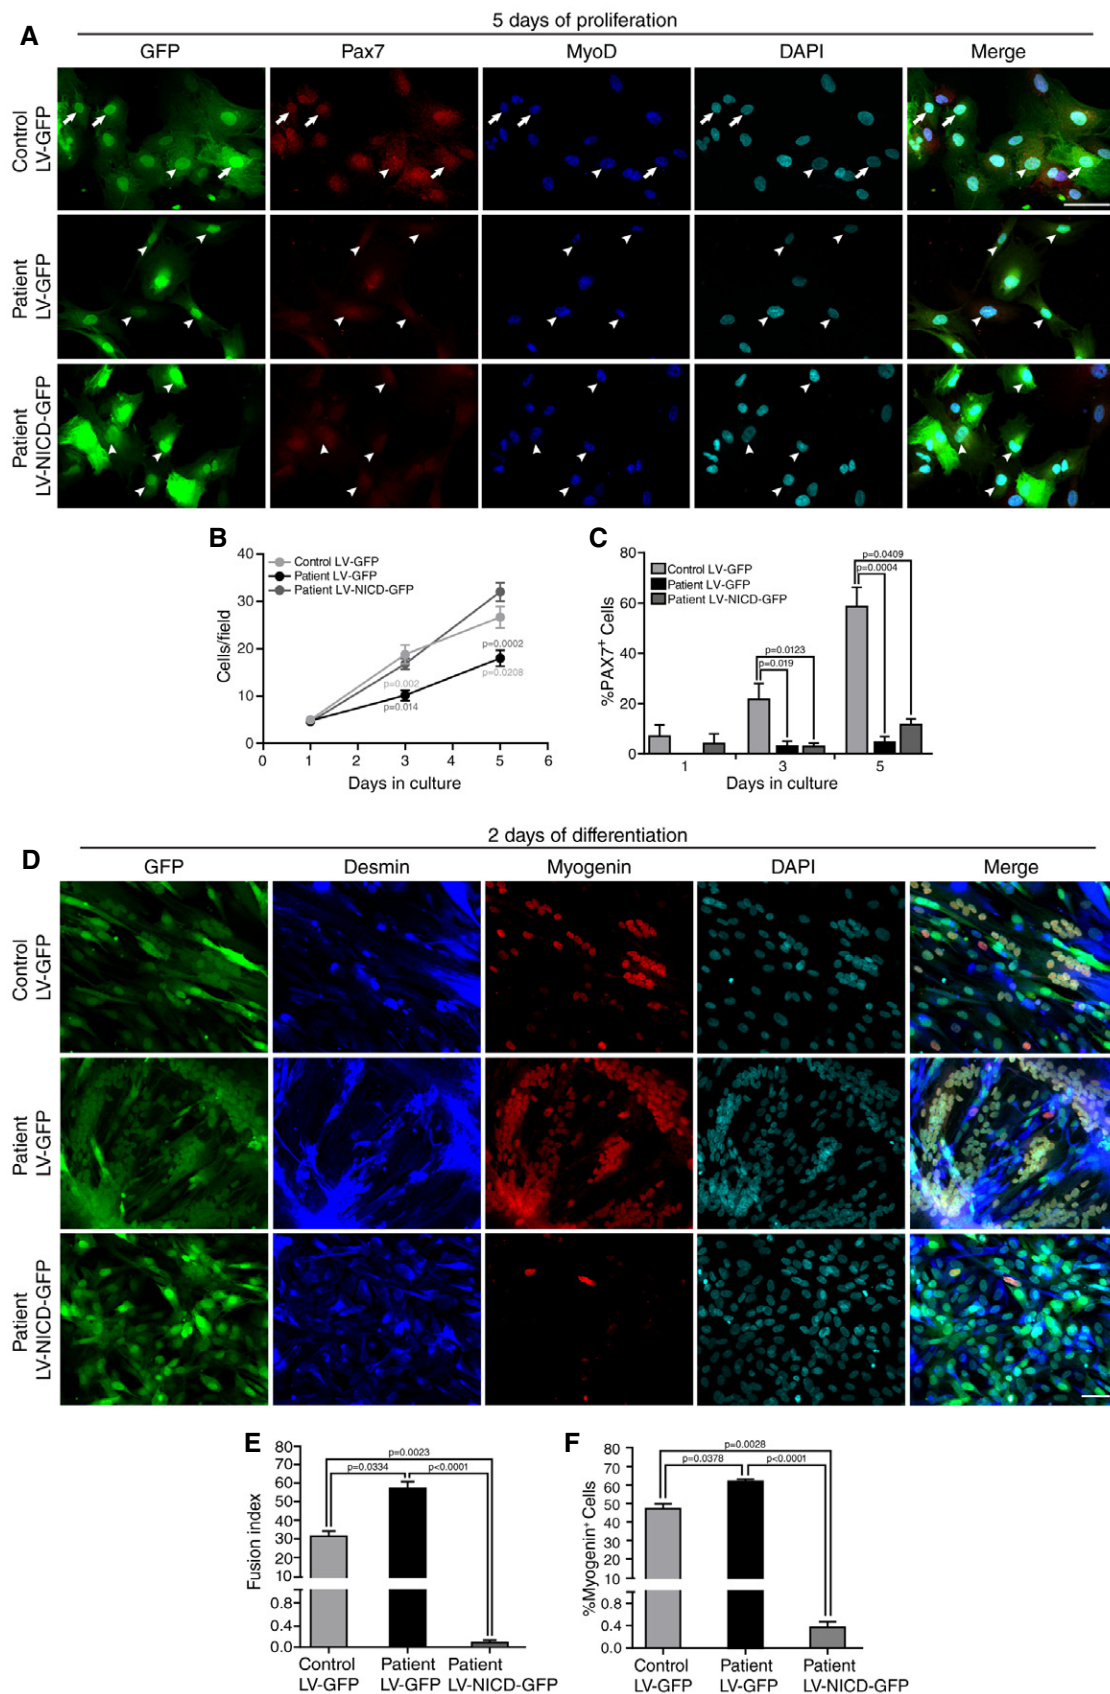 A
5 days of proliferation
GFP Pax7 MyoD DAPI Merge
Control
LV-GFP
Patient
LV-GFP
Patient
LV-NICD-GFP
B
Cells/field
40
30
20
10
0
Control LV-GFP
Patient LV-GFP
Patient LV-NICD-GFP
p=0.002
p=0.014
p=0.0002
p=0.0208
0 1 2 3 4 5 6
Days in culture
C
%PAX7+ Cells
80
60
40
20
0
Control LV-GFP
Patient LV-GFP
Patient LV-NICD-GFP
p=0.0409
p=0.0004
p=0.0123
p=0.019
1 3 5
Days in culture
2 days of differentiation
D
GFP Desmin Myogenin DAPI Merge
Control
LV-GFP
Patient
LV-GFP
Patient
LV-NICD-GFP
E
Fusion index
80
70
60
50
40
30
20
10
0.8
0.4
0.0
p=0.0023
p=0.0334 p<0.0001
Control Patient Patient
LV-GFP LV-GFP LV-NICD-GFP
F
%Myogenin+ Cells
80
70
60
50
40
30
20
10
0.8
0.4
0.0
p=0.0028
p=0.0378 p<0.0001
Control Patient Patient
LV-GFP LV-GFP LV-NICD-GFP